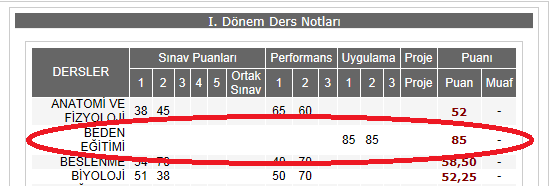 I. Dönem Ders Notları
DERSLER Sınav Puanları Performans Uygulama Proje Puanı
1 2 3 4 5 Ortak Sınav 1 2 3 1 2 3 Proje Puan Muaf
ANATOMİ VE
FİZYOLOJİ 38 45 65 60 52 -
BEDEN
EĞİTİMİ 85 85 85 -
BESLENME 54 70 40 70 58,50 -
BİYOLOJİ 51 38 50 70 52,25 -